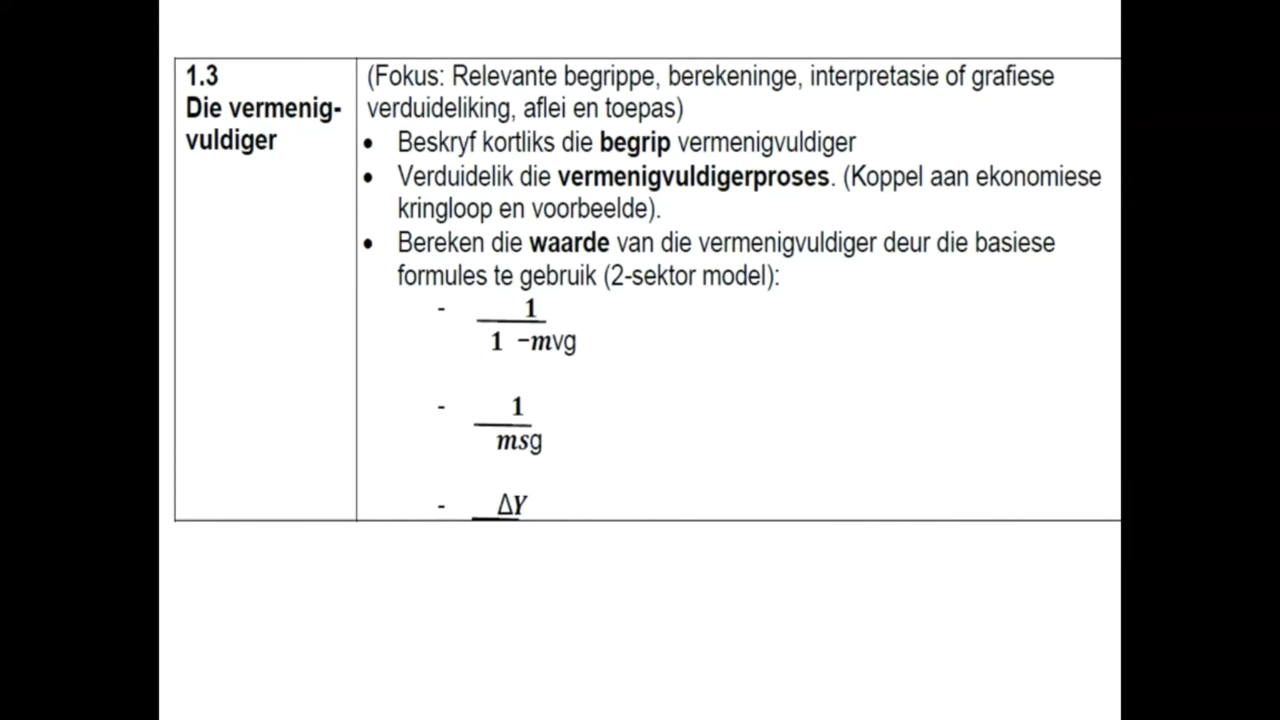 1.3
Die vermenig-
vuldiger
(Fokus: Relevante begrippe, berekeninge, interpretasie of grafiese
verduideliking, aflei en toepas)
• Beskryf kortliks die begrip vermenigvuldiger
• Verduidelik die vermenigvuldigerproses. (Koppel aan ekonomiese
kringloop en voorbeelde).
• Bereken die waarde van die vermenigvuldiger deur die basiese
formules te gebruik (2-sektor model):
- 1
1 −mvg
- 1
msg
- ΔY